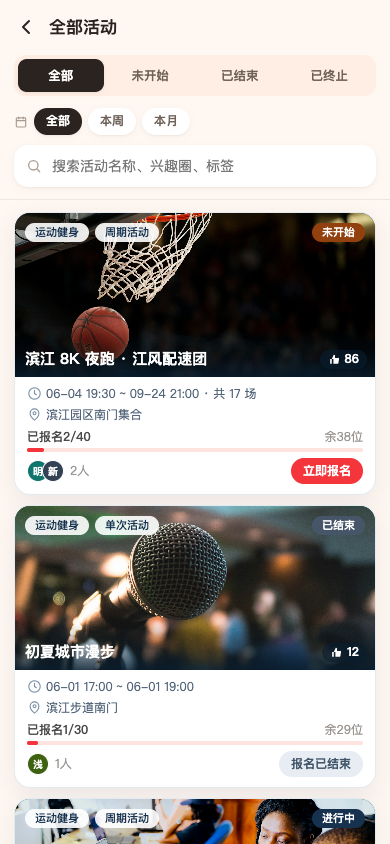 全部活动
全部 未开始 已结束 已终止
全部 本周 本月
搜索活动名称、兴趣圈、标签
运动健身 周期活动 未开始
滨江 8K 夜跑 · 江风配速团 86
06-04 19:30 ~ 09-24 21:00 · 共 17 场
滨江园区南门集合
已报名2/40 余38位
明 新 2人 立即报名
运动健身 单次活动 已结束
初夏城市漫步 12
06-01 17:00 ~ 06-01 19:00
滨江步道南门
已报名1/30 余29位
浅 1人 报名已结束
运动健身 周期活动 进行中